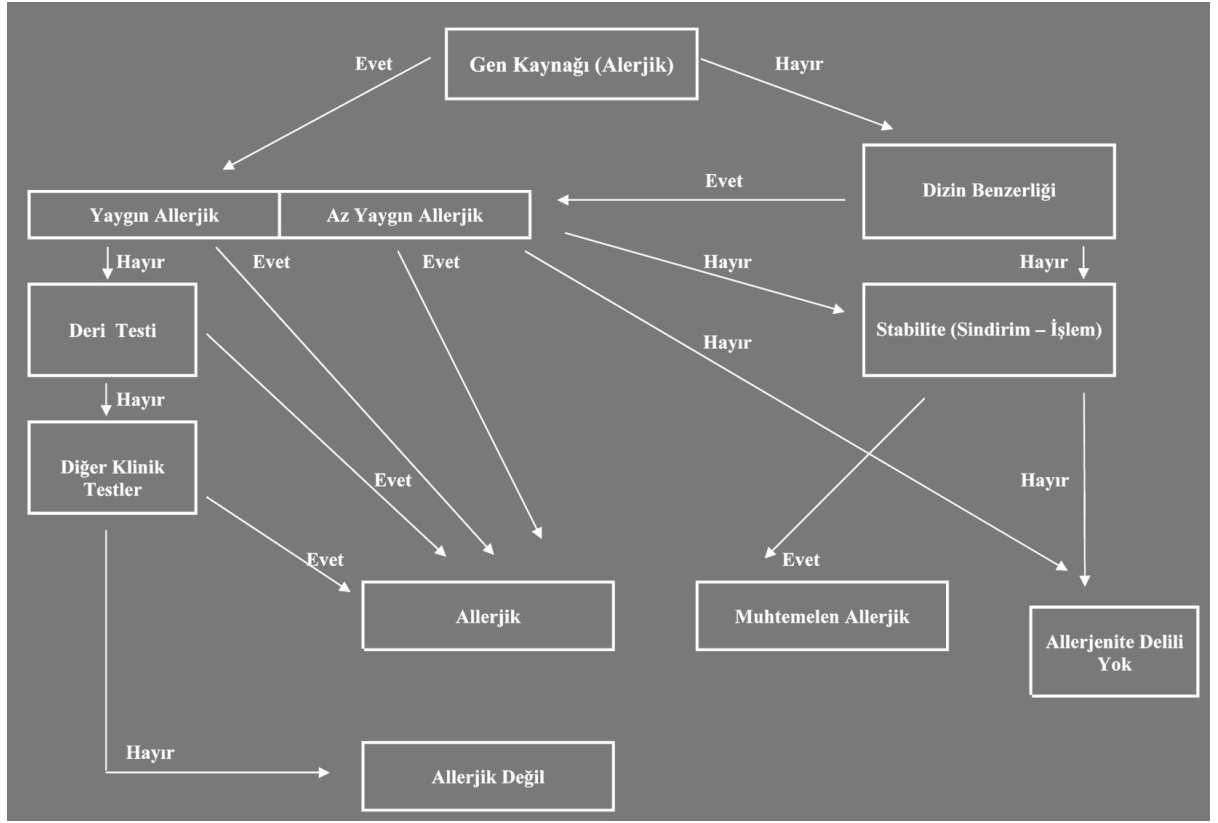 Gen Kaynağı (Alerjik)
Evet
Hayır
Dizin Benzerliği
Evet
Yaygın Allerjik
Az Yaygın Allerjik
Hayır
Evet
Evet
Hayır
Hayır
Deri Testi
Stabilite (Sindirim – İşlem)
Hayır
Hayır
Diğer Klinik
Testler
Evet
Hayır
Evet
Evet
Allerjik
Muhtemelen Allerjik
Allerjenite Delili
Yok
Hayır
Allerjik Değil